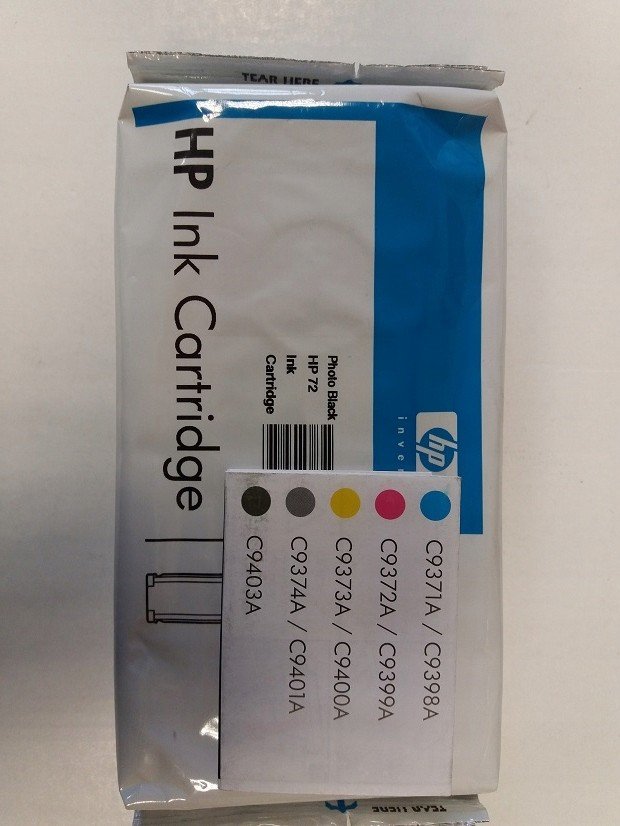 TEAR HERE
HP Ink Cartridge
Photo Black
HP 72
Ink
Cartridge
hp
inve
C9371A / C9398A
C9372A / C9399A
C9373A / C9400A
C9374A / C9401A
C9403A
TEAR HERE